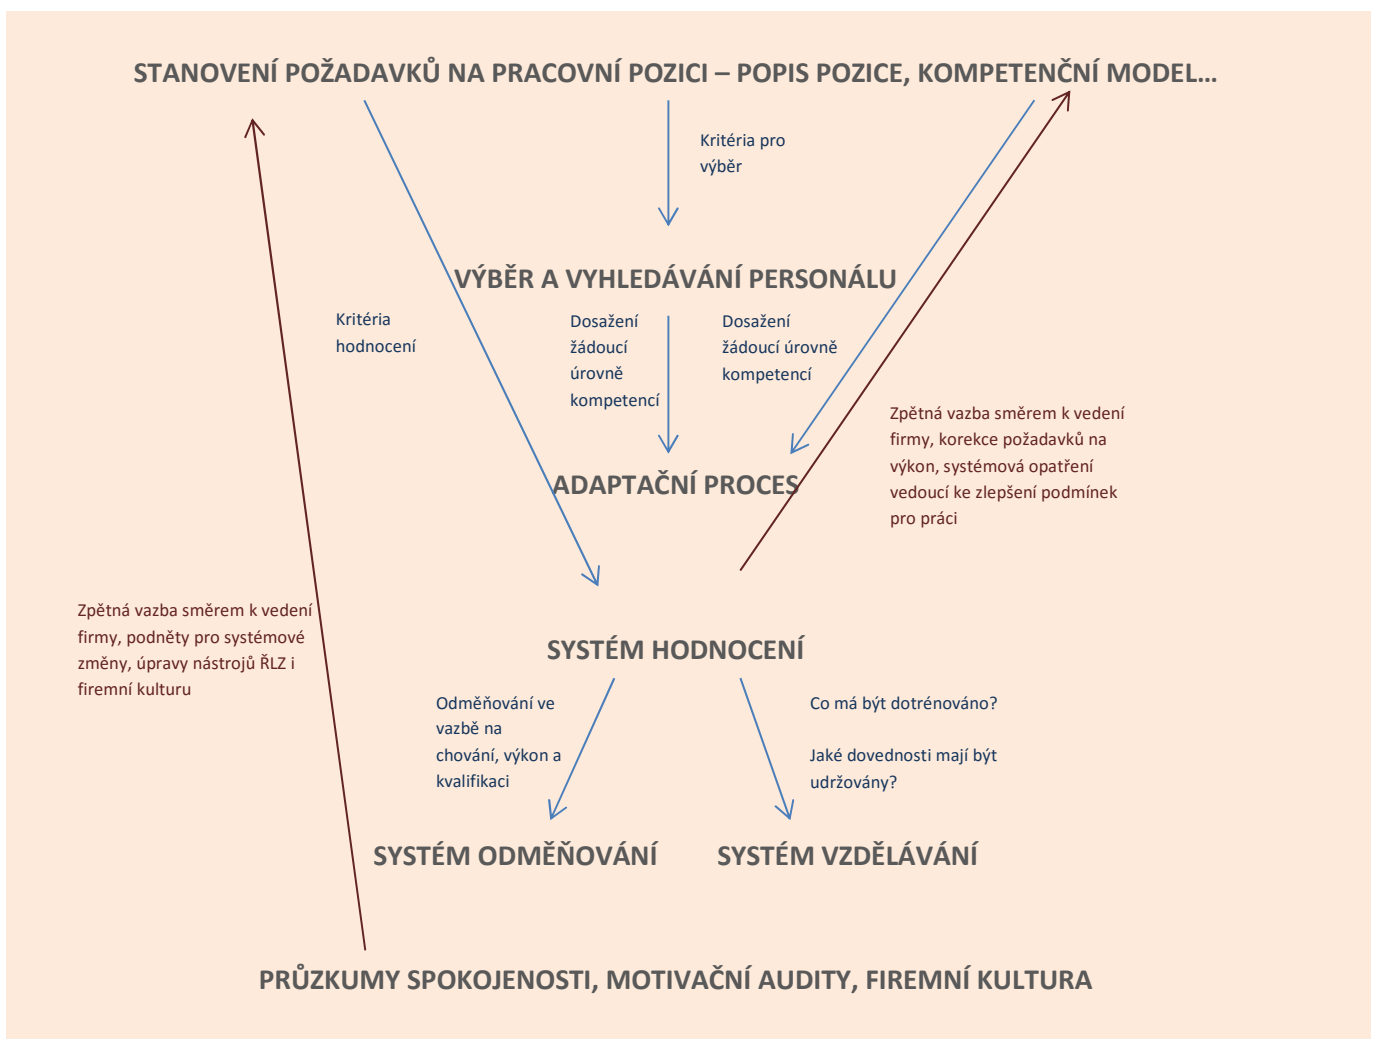 STANOVENÍ POŽADAVKŮ NA PRACOVNÍ POZICI – POPIS POZICE, KOMPETENČNÍ MODEL…
Kritéria pro
výběr
VÝBĚR A VYHLEDÁVÁNÍ PERSONÁLU
Kritéria
hodnocení
Dosažení
žádoucí
úrovně
kompetencí
Dosažení
žádoucí úrovně
kompetencí
Zpětná vazba směrem k vedení
firmy, korekce požadavků na
výkon, systémová opatření
vedoucí ke zlepšení podmínek
pro práci
ADAPTAČNÍ PROCES
Zpětná vazba směrem k vedení
firmy, podněty pro systémové
změny, úpravy nástrojů ŘLZ i
firemní kulturu
SYSTÉM HODNOCENÍ
Odměňování ve
vazbě na
chování, výkon a
kvalifikaci
Co má být dotrénováno?
Jaké dovednosti mají být
udržovány?
SYSTÉM ODMĚŇOVÁNÍ
SYSTÉM VZDĚLÁVÁNÍ
PRŮZKUMY SPOKOJENOSTI, MOTIVAČNÍ AUDITY, FIREMNÍ KULTURA